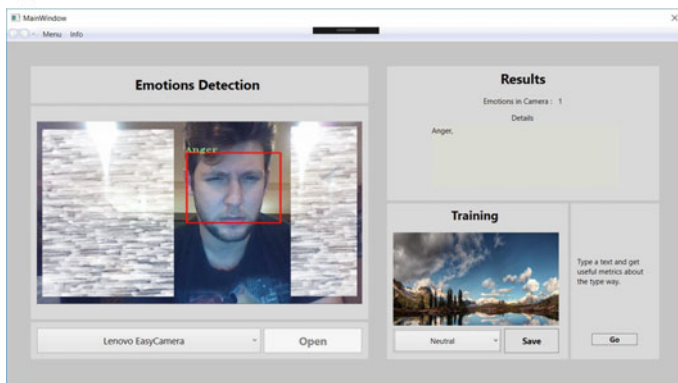 MainWindow
Menu Info
Emotions Detection
Anger
Lenovo EasyCamera
Open
Results
Emotions in Camera : 1
Details
Anger,
Training
Neutral
Save
Type a text and get
useful metrics about
the type way.
Go